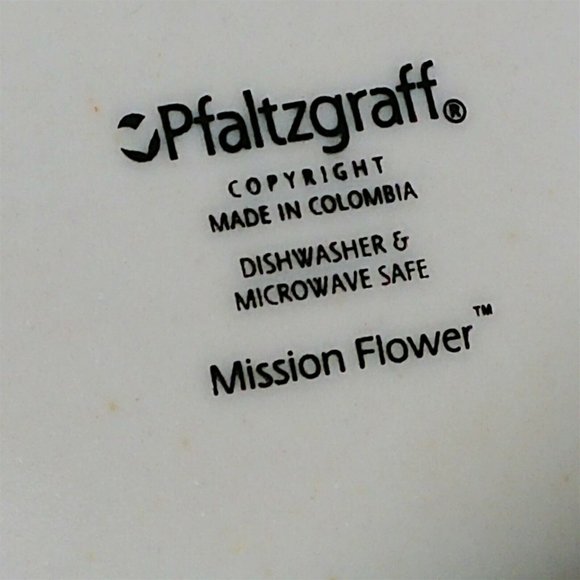 Pfaltzgraff®
COPYRIGHT
MADE IN COLOMBIA
DISHWASHER &
MICROWAVE SAFE
Mission Flower™